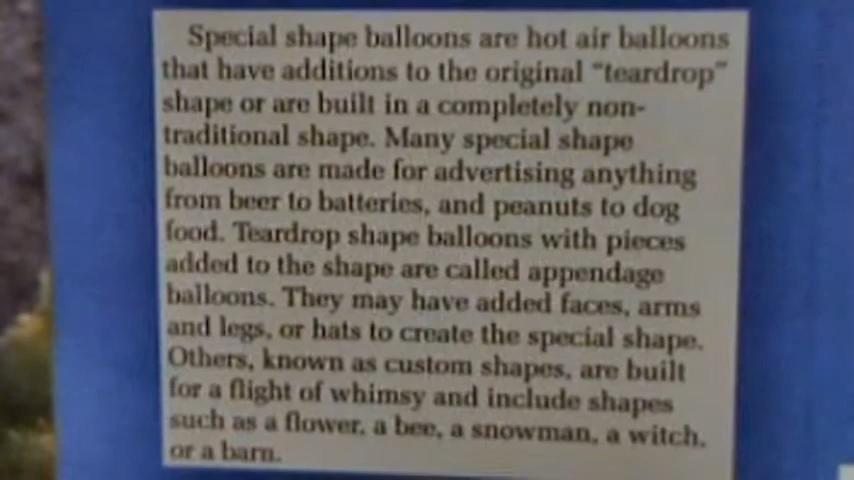 Special shape balloons are hot air balloons
that have additions to the original “teardrop”
shape or are built in a completely non-
traditional shape. Many special shape
balloons are made for advertising anything
from beer to batteries, and peanuts to dog
food. Teardrop shape balloons with pieces
added to the shape are called appendage
balloons. They may have added faces, arms
and legs, or hats to create the special shape.
Others, known as custom shapes, are built
for a flight of whimsy and include shapes
such as a flower, a bee, a snowman, a witch,
or a barn.